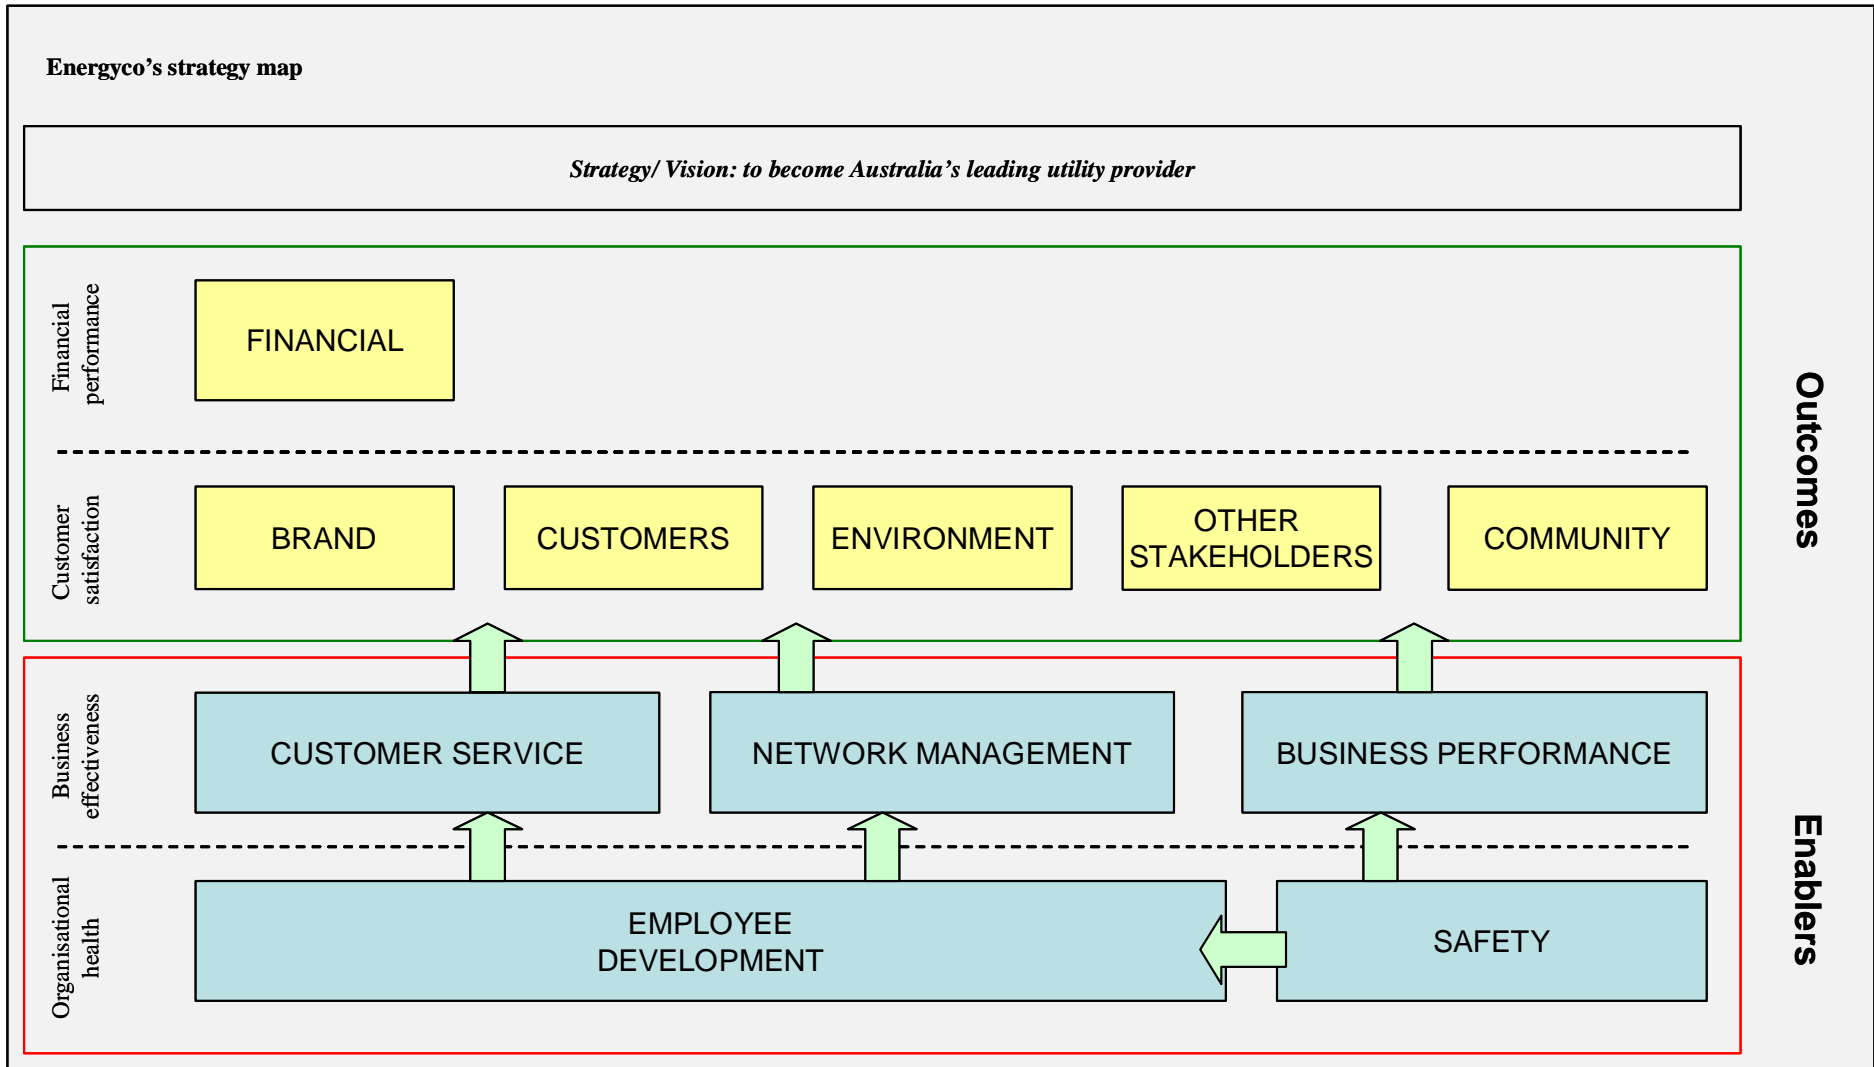 Energyco’s strategy map
Strategy/ Vision: to become Australia’s leading utility provider
Financial
performance
FINANCIAL
Outcomes
Customer
satisfaction
BRAND
CUSTOMERS
ENVIRONMENT
OTHER
STAKEHOLDERS
COMMUNITY
Business
effectiveness
CUSTOMER SERVICE
NETWORK MANAGEMENT
BUSINESS PERFORMANCE
Enablers
Organisational
health
EMPLOYEE
DEVELOPMENT
SAFETY